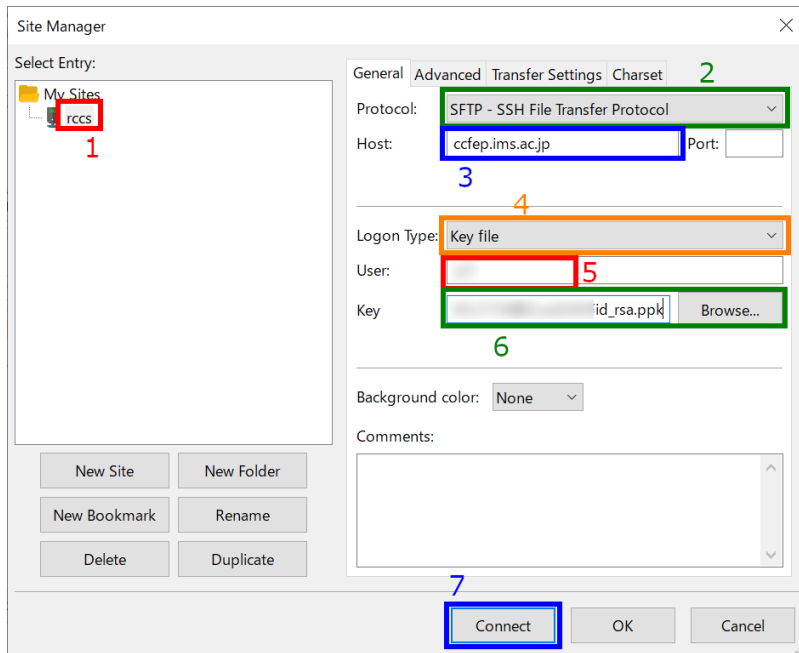 Site Manager
Select Entry:
My Sites
rccs
1
General Advanced Transfer Settings Charset
2
Protocol: SFTP - SSH File Transfer Protocol
Host: ccfep.ims.ac.jp Port:
3
4
Logon Type: Key file
User:
5
Key id_rsa.ppk Browse...
6
Background color: None
Comments:
New Site New Folder
New Bookmark Rename
Delete Duplicate
7
Connect OK Cancel